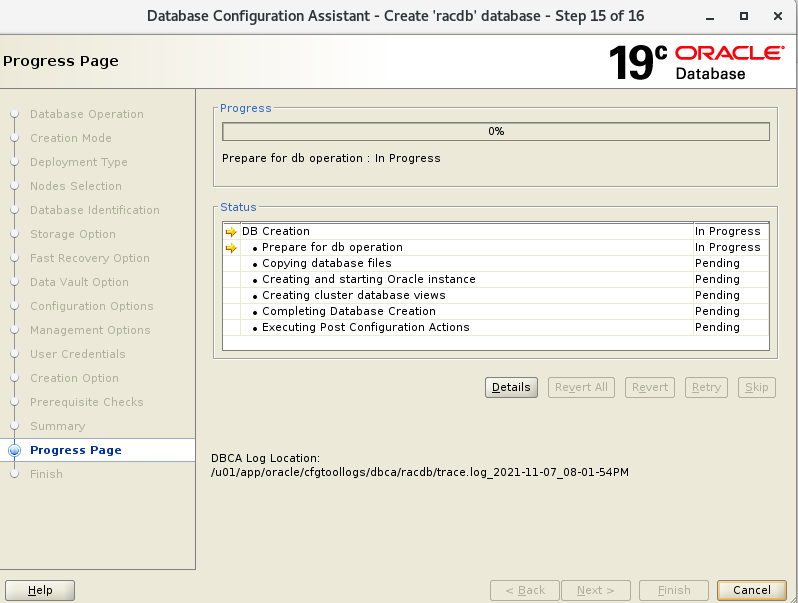 Database Configuration Assistant - Create 'racdb' database - Step 15 of 16
Progress Page
19c ORACLE
Database
Database Operation
Creation Mode
Deployment Type
Nodes Selection
Database Identification
Storage Option
Fast Recovery Option
Data Vault Option
Configuration Options
Management Options
User Credentials
Creation Option
Prerequisite Checks
Summary
Progress Page
Finish
Progress
0%
Prepare for db operation : In Progress
Status
DB Creation In Progress
• Prepare for db operation In Progress
• Copying database files Pending
• Creating and starting Oracle instance Pending
• Creating cluster database views Pending
• Completing Database Creation Pending
• Executing Post Configuration Actions Pending
Details Revert All Revert Retry Skip
DBCA Log Location:
/u01/app/oracle/cfgtoollogs/dbca/racdb/trace.log_2021-11-07_08-01-54PM
Help < Back Next > Finish Cancel